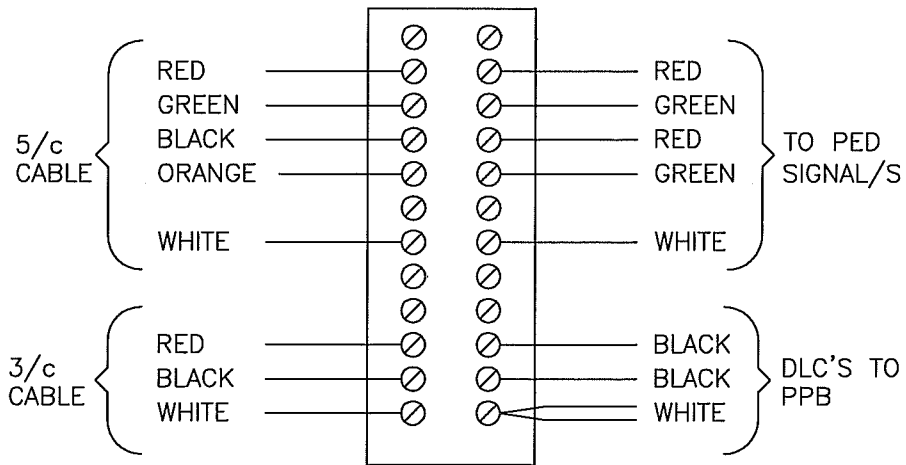 5/c
CABLE
RED
GREEN
BLACK
ORANGE
WHITE
RED
GREEN
RED
GREEN
WHITE
TO PED
SIGNAL/S
3/c
CABLE
RED
BLACK
WHITE
BLACK
BLACK
WHITE
DLC'S TO
PPB